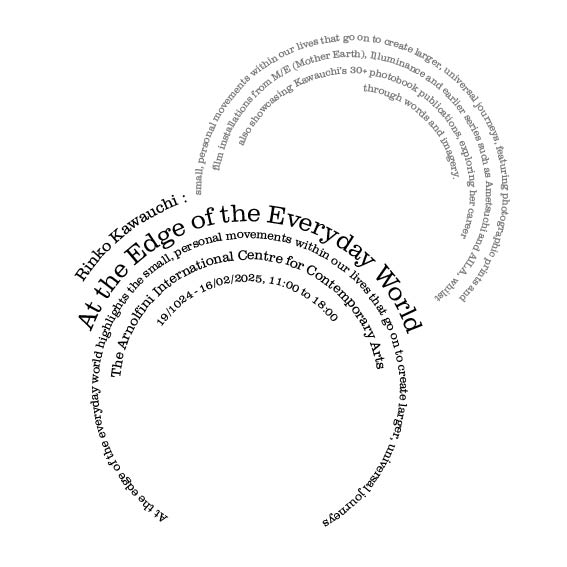 small, personal movements within our lives that go on to create larger, universal journeys, featuring photographic prints and
film installations from M/E (Mother Earth), Illuminance and earlier series such as Ametsuchi and AILA, whilst
also showcasing Kawauchi's 30+ photobook publications, exploring her career
through words and imagery.
Rinko Kawauchi :
At the Edge of the Everyday World
At the edge of the everyday world highlights the small, personal movements within our lives that go on to create larger, universal journeys
The Arnolfini International Centre for Contemporary Arts
19/1024 - 16/02/2025, 11:00 to 18:00